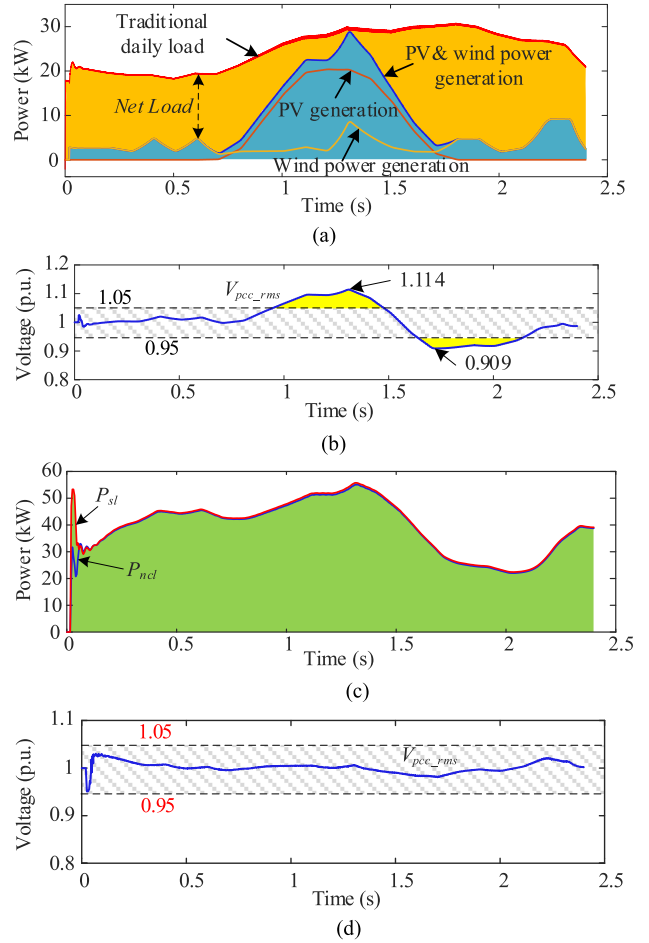 (a)
Power (kW)
30
20
10
0
Traditional
daily load
PV& wind power
generation
Net Load
PV generation
Wind power generation
0
0.5
1
1.5
2
2.5
Time (s)
(b)
Voltage (p.u.)
1.2
1.1
1
0.9
0.8
1.05
V_pcc_rms
1.114
0.95
0.909
0
0.5
1
1.5
2
2.5
Time (s)
(c)
Power (kW)
60
50
40
30
20
10
0
P_sl
P_ncl
0
0.5
1
1.5
2
2.5
Time (s)
(d)
Voltage (p.u.)
1.1
1
0.9
0.8
1.05
V_pcc_rms
0.95
0
0.5
1
1.5
2
2.5
Time (s)